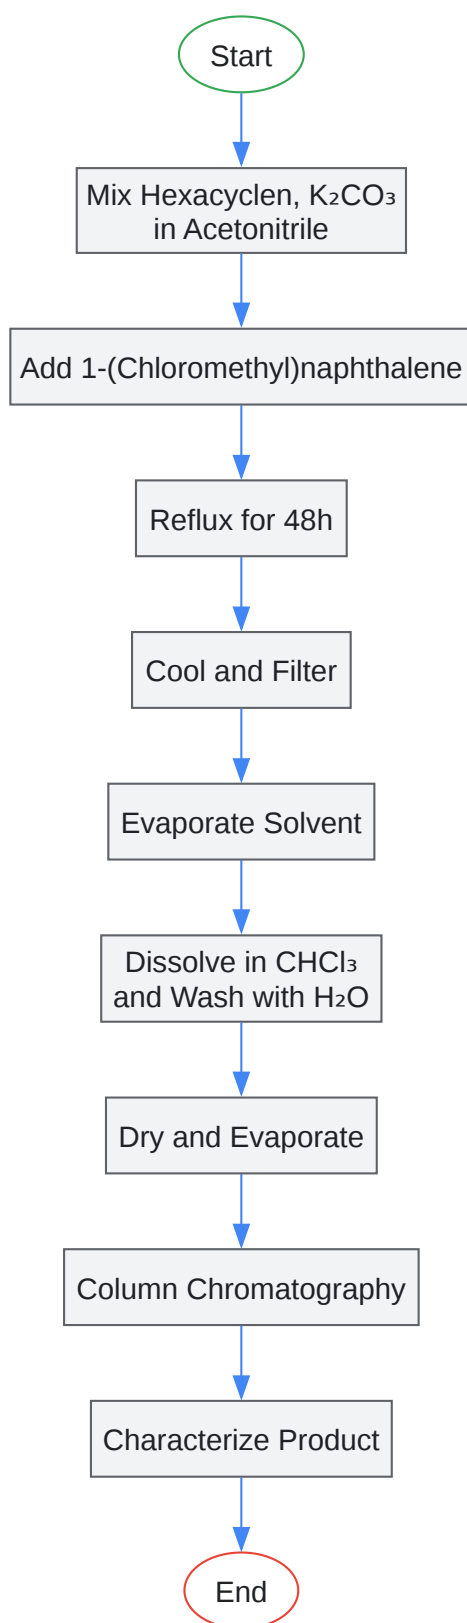 Start
Mix Hexacyclen, K₂CO₃
in Acetonitrile
Add 1-(Chloromethyl)naphthalene
Reflux for 48h
Cool and Filter
Evaporate Solvent
Dissolve in CHCl₃
and Wash with H₂O
Dry and Evaporate
Column Chromatography
Characterize Product
End